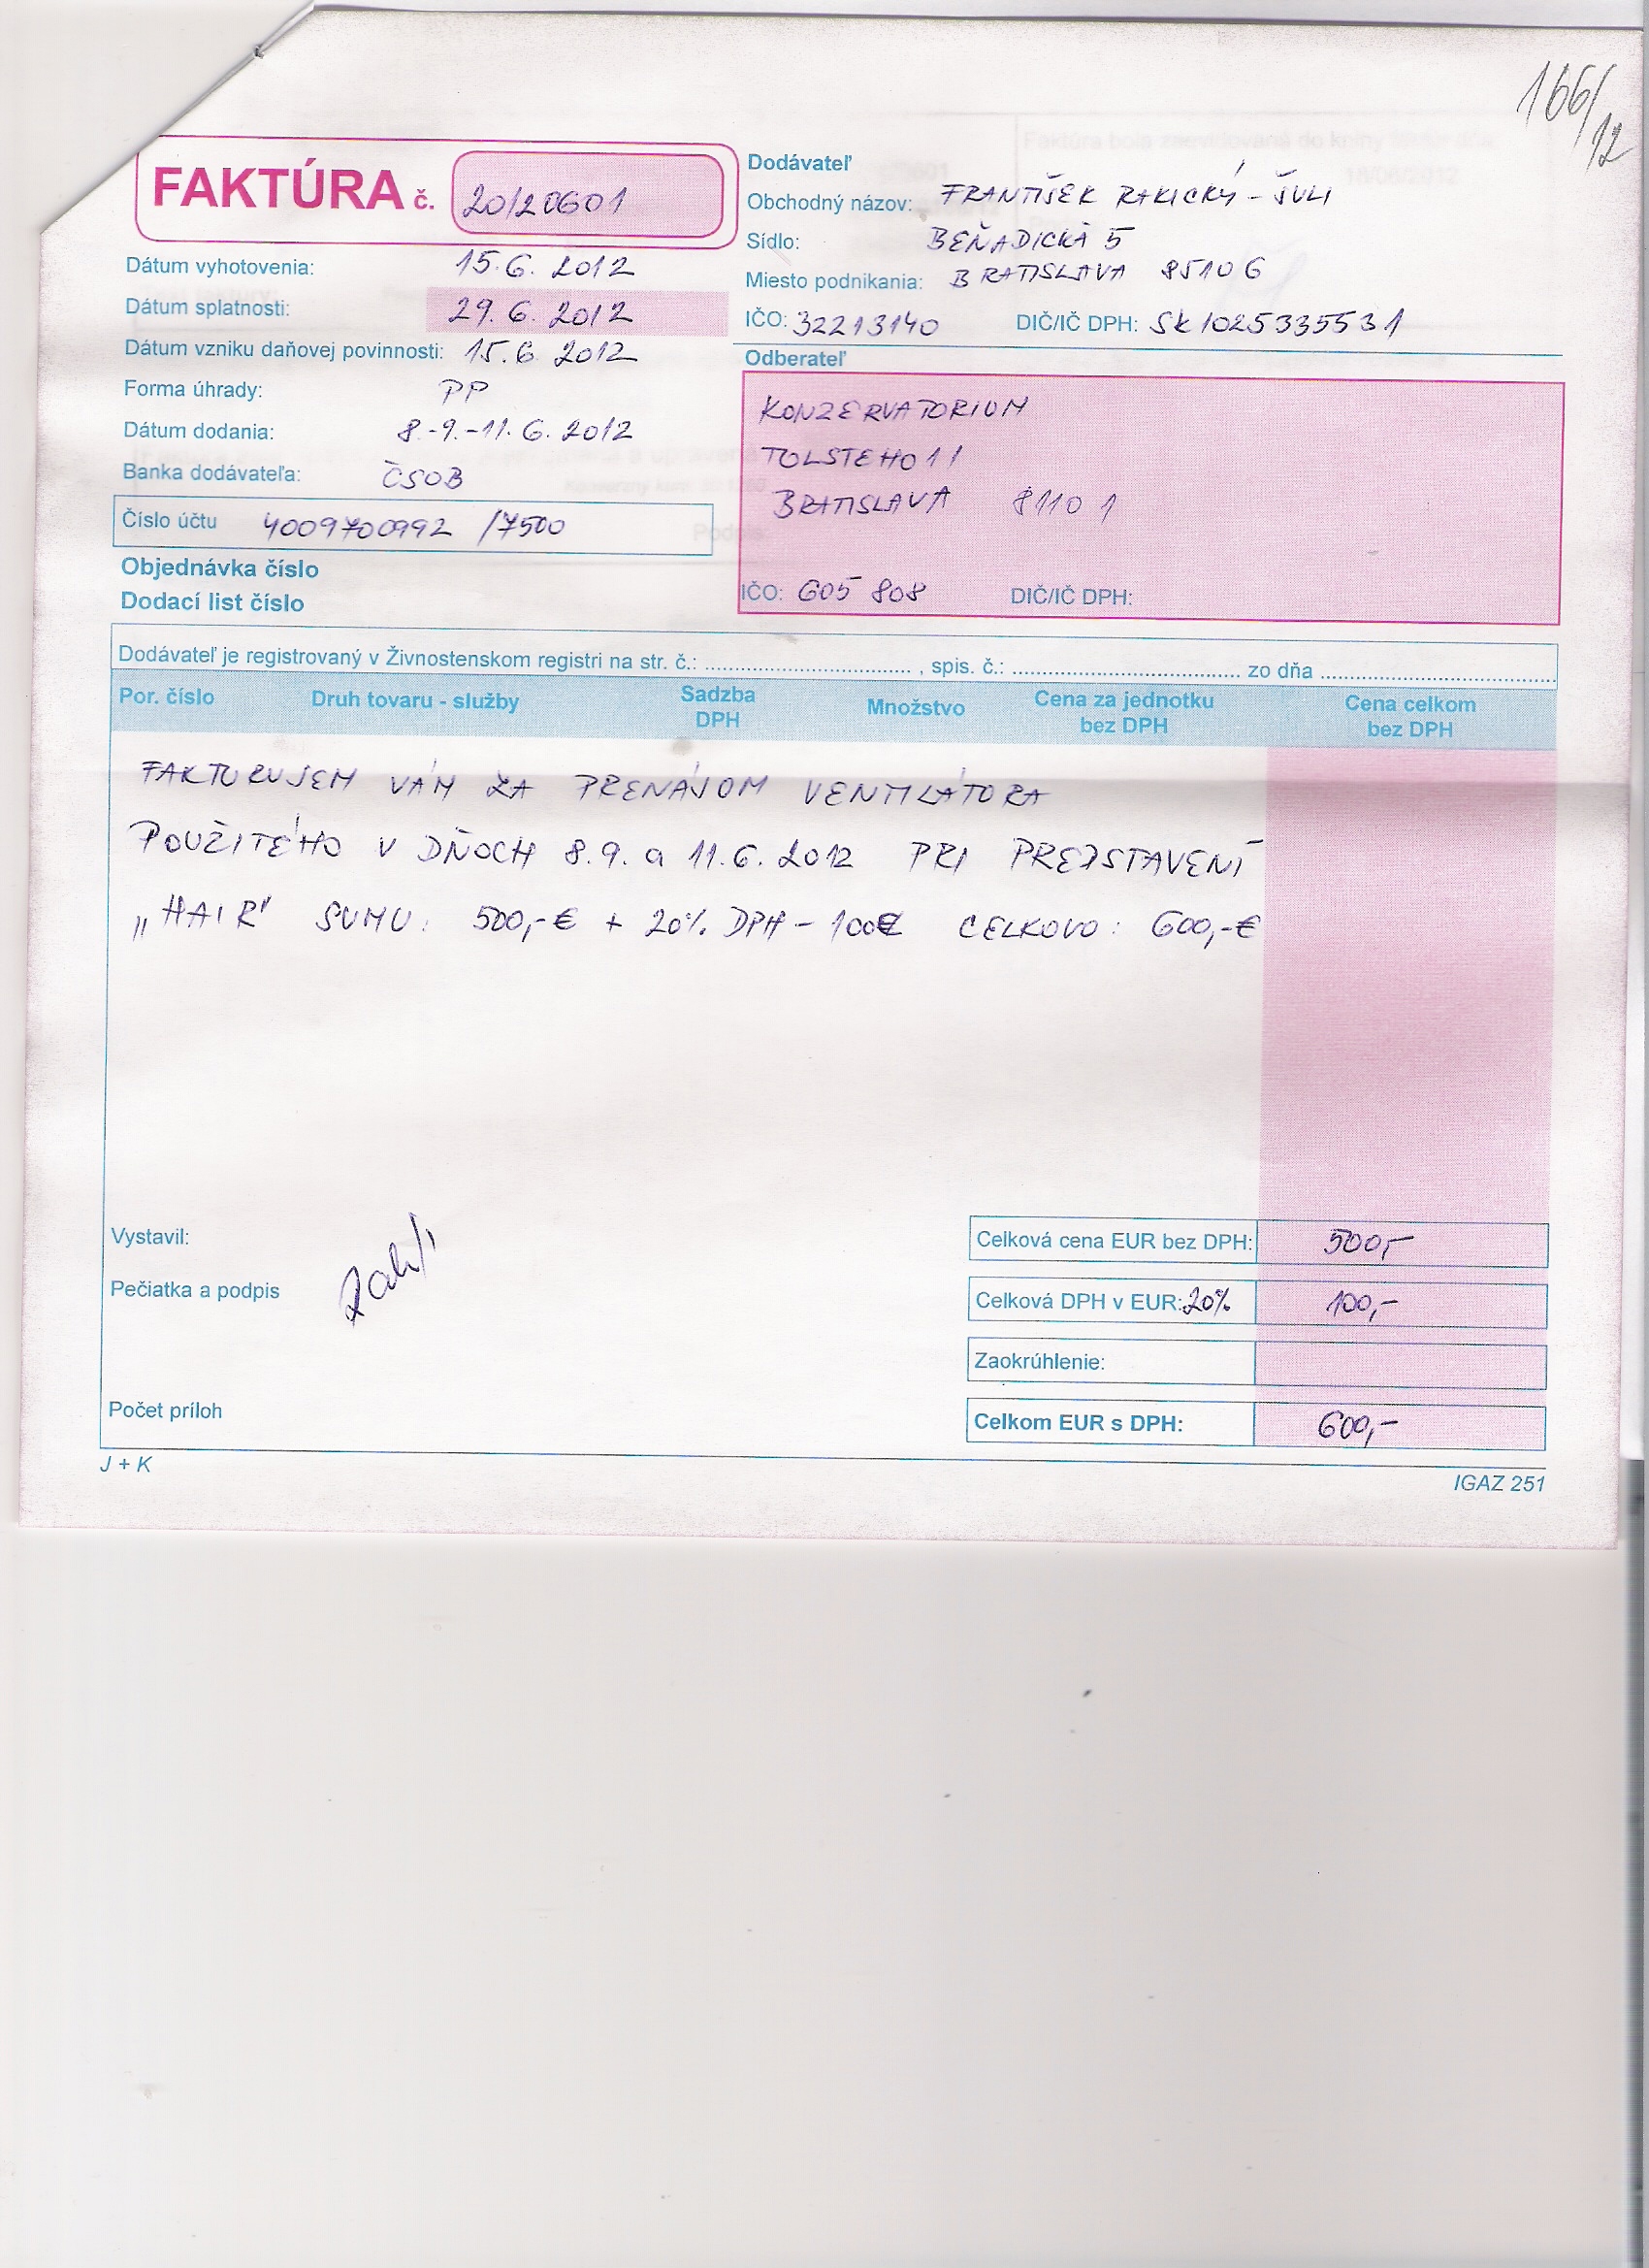 166/12
FAKTÚRA č. 20120601
Dátum vyhotovenia: 15.6. 2012
Dátum splatnosti: 29.6. 2012
Dátum vzniku daňovej povinnosti: 15.6 2012
Forma úhrady: PP
Dátum dodania: 8.-9.-11.6.2012
Banka dodávateľa: ČSOB
Číslo účtu 4009700992 /7500
Objednávka číslo
Dodací list číslo
Dodávateľ
Obchodný názov: FRANTIŠEK RAKICKÝ - ŠULI
Sídlo: BEŇADICKÁ 5
Miesto podnikania: BRATISLAVA 85106
IČO: 32213140 DIČ/IČ DPH: SK1025335531
Odberateľ
KONZERVATORIUM
TOLSTEHO 11
BRATISLAVA 81101
IČO: 605 808 DIČ/IČ DPH:
Dodávateľ je registrovaný v Živnostenskom registri na str. č.: ........ , spis. č.: ........ zo dňa ........
Por. číslo Druh tovaru - služby Sadzba DPH Množstvo Cena za jednotku bez DPH Cena celkom bez DPH
FAKTURUJEM VÁM ZA PRENÁJOM VENTILÁTORA
POUŽITÉHO V DŇOCH 8.9. a 11.6.2012 PRI PREDSTAVENÍ
„HAIR" SUMU: 500,-€ + 20% DPH - 100€ CELKOVO: 600,-€
Vystavil:
Pečiatka a podpis
Počet príloh
Celková cena EUR bez DPH: 500,-
Celková DPH v EUR: 20% 100,-
Zaokrúhlenie:
Celkom EUR s DPH: 600,-
J + K
IGAZ 251